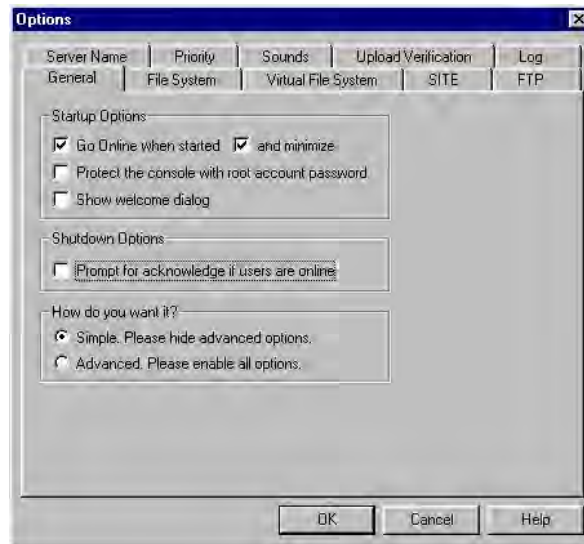 Options
Server Name Priority Sounds Upload Verification Log
General File System Virtual File System SITE FTP
Startup Options
Go Online when started and minimize
Protect the console with root account password
Show welcome dialog
Shutdown Options
Prompt for acknowledge if users are online
How do you want it?
Simple. Please hide advanced options.
Advanced. Please enable all options.
OK Cancel Help